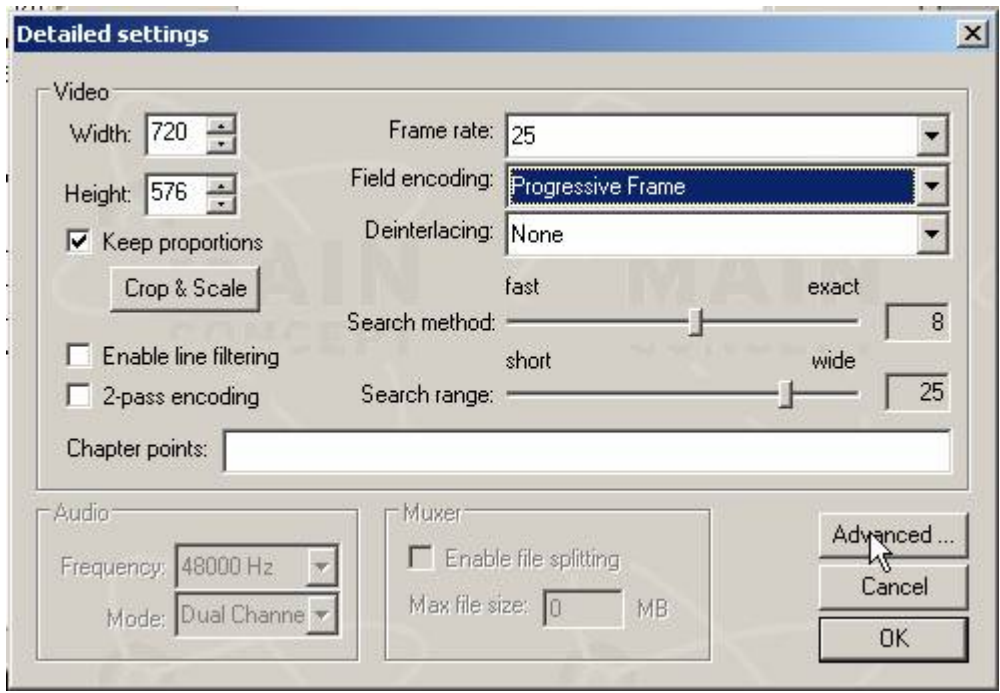 Detailed settings
Video
Width: 720
Frame rate: 25
Height: 576
Field encoding: Progressive Frame
Keep proportions
Deinterlacing: None
Crop & Scale
fast exact
Search method: 8
Enable line filtering
short wide
2-pass encoding
Search range: 25
Chapter points:
MAIN
CONCEPT
MAIN
Audio
Frequency: 48000 Hz
Mode: Dual Channe
Muxer
Enable file splitting
Max file size: 0 MB
Advanced ...
Cancel
OK